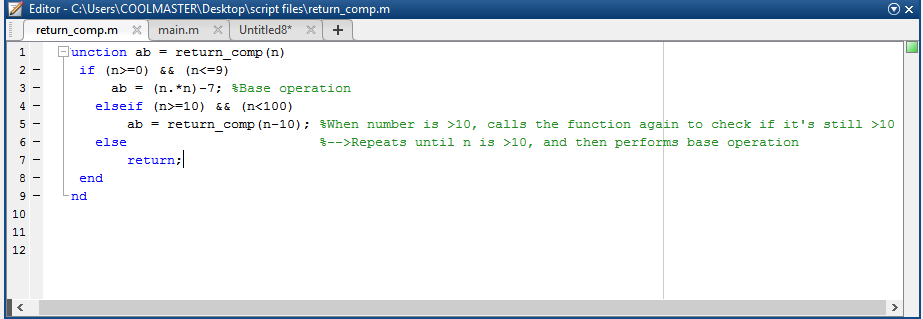 Editor - C:\Users\COOLMASTER\Desktop\script files\return_comp.m
return_comp.m main.m Untitled8* +
1 unction ab = return_comp(n)
2 – if (n>=0) && (n<=9)
3 – ab = (n.*n)-7; %Base operation
4 – elseif (n>=10) && (n<100)
5 – ab = return_comp(n-10); %When number is >10, calls the function again to check if it's still >10
6 – else %-->Repeats until n is >10, and then performs base operation
7 – return;
8 – end
9 – nd
10
11
12